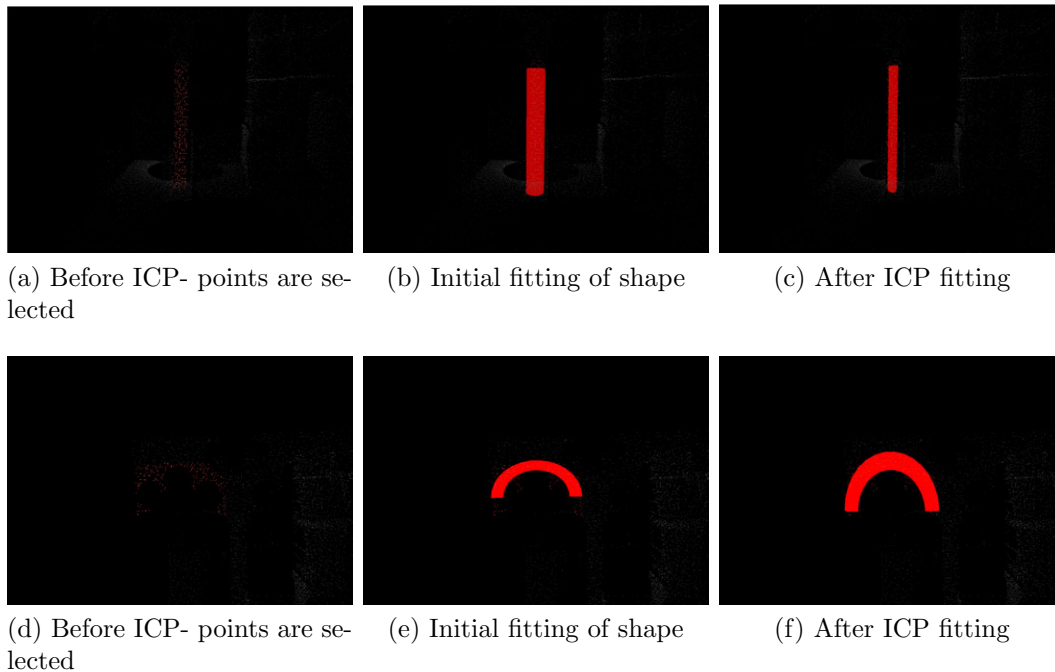 (a) Before ICP- points are se-
lected
(b) Initial fitting of shape
(c) After ICP fitting
(d) Before ICP- points are se-
lected
(e) Initial fitting of shape
(f) After ICP fitting